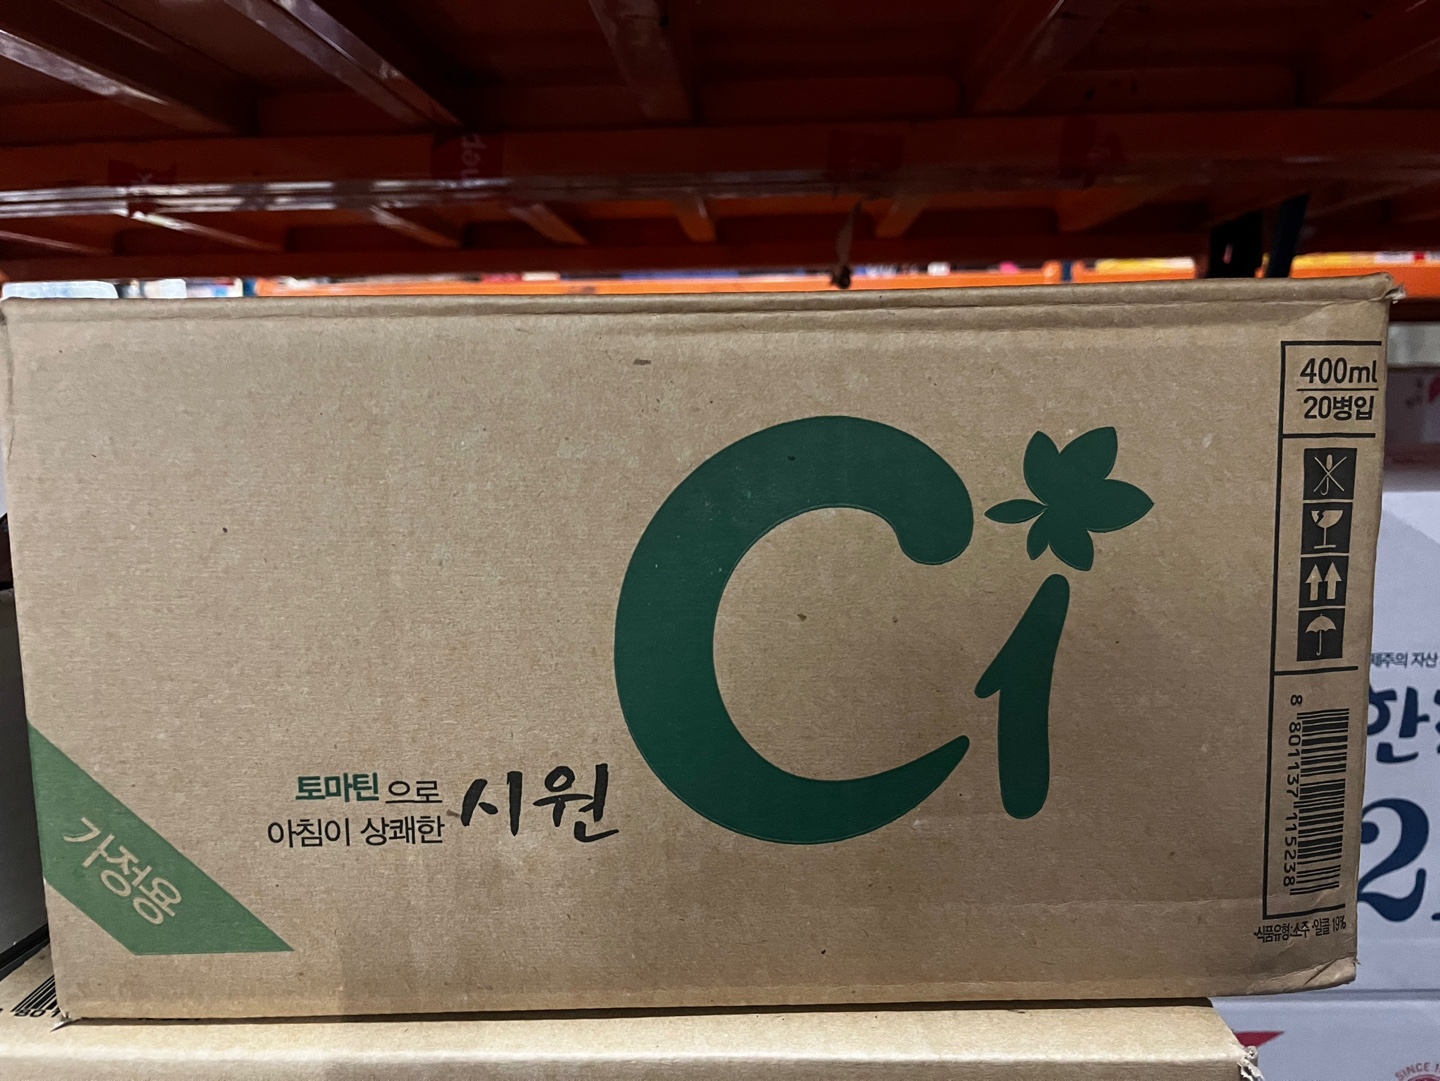 400ml
20병입
Ci
토마틴으로
아침이 상쾌한
시원
가정용
8 801137 115238
·식품유형:소주 ·알콜 19%
제주의 자산
한
2
SINCE 1